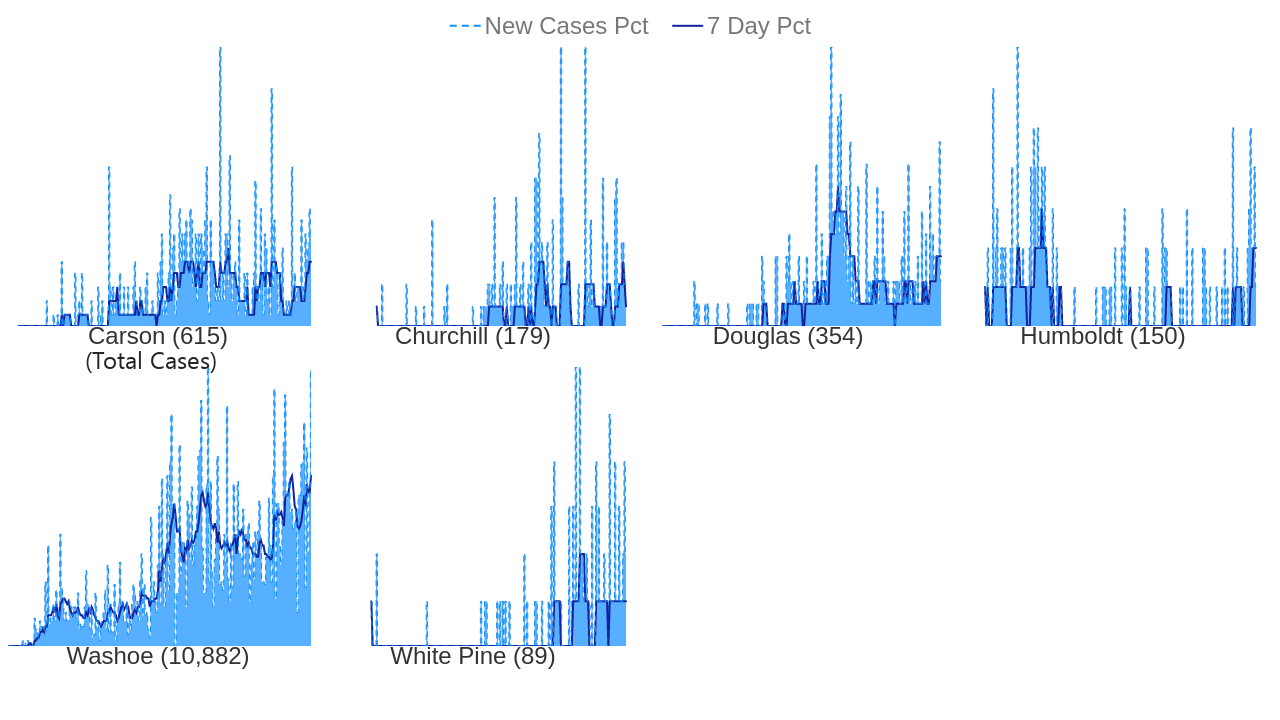 New Cases Pct 7 Day Pct
Carson (615)
(Total Cases)
Churchill (179)
Douglas (354)
Humboldt (150)
Washoe (10,882)
White Pine (89)